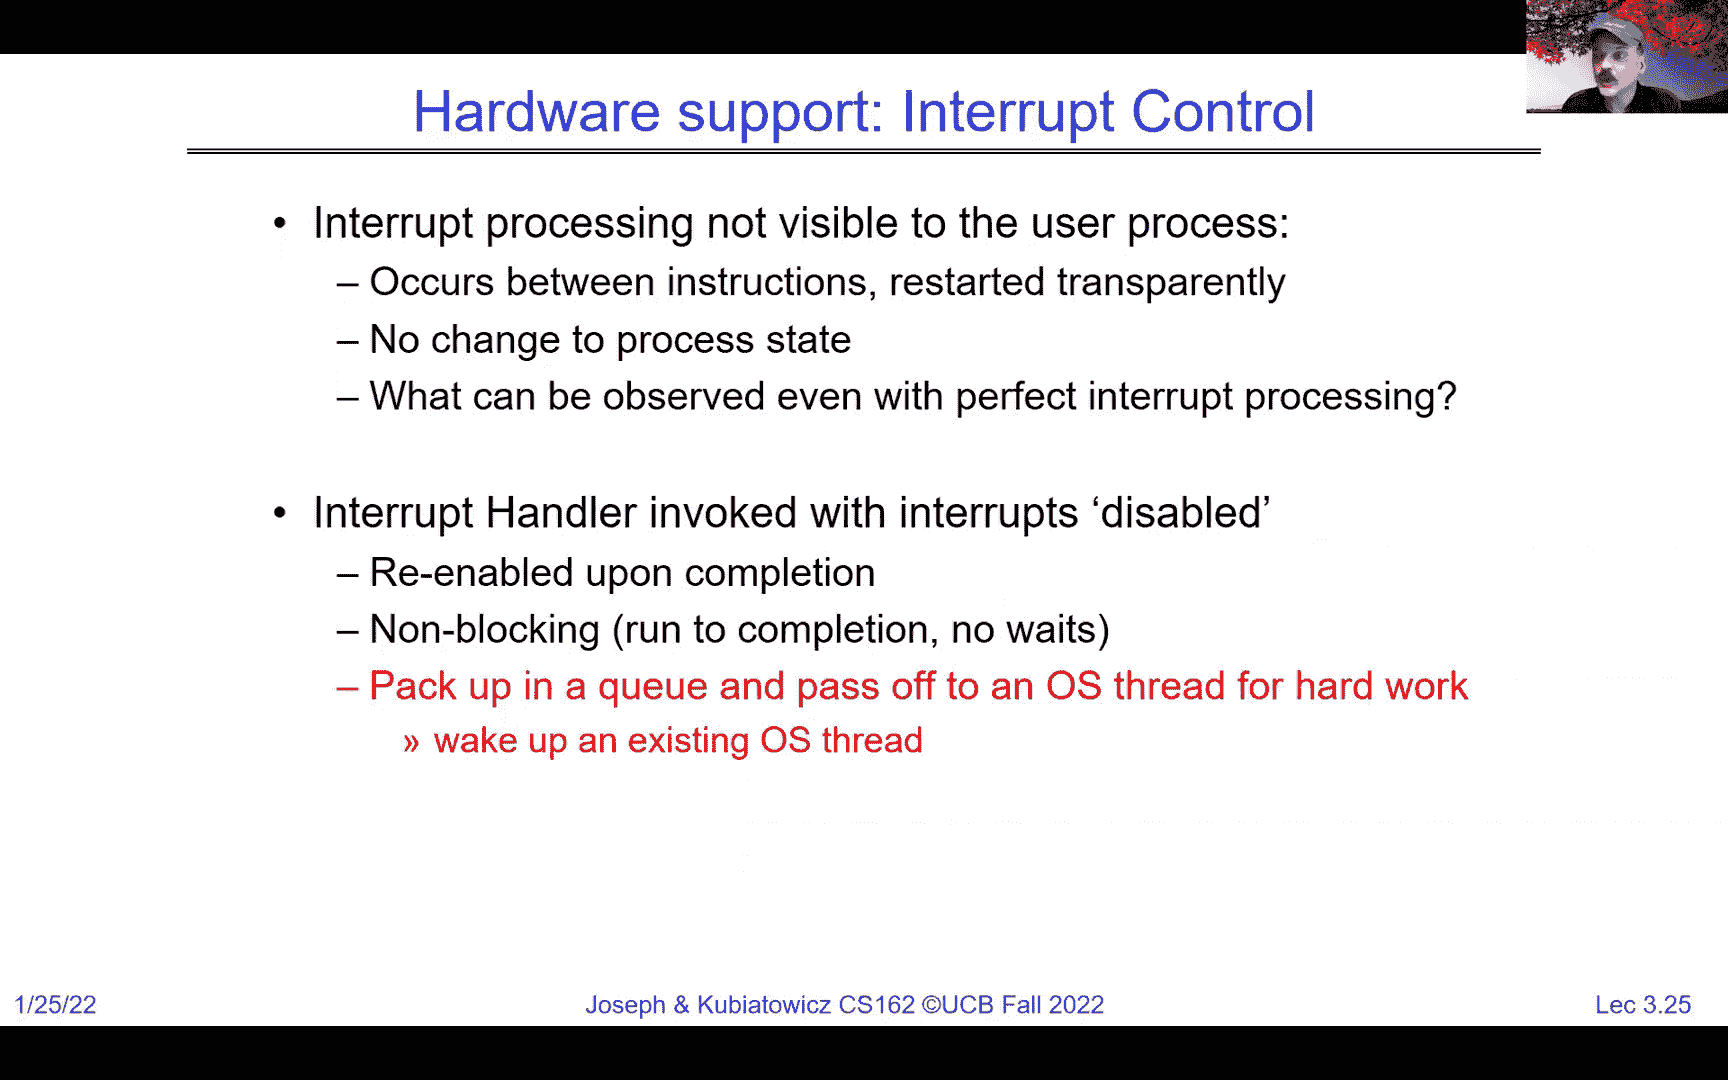 Hardware support: Interrupt Control
• Interrupt processing not visible to the user process:
– Occurs between instructions, restarted transparently
– No change to process state
– What can be observed even with perfect interrupt processing?
• Interrupt Handler invoked with interrupts ‘disabled’
– Re-enabled upon completion
– Non-blocking (run to completion, no waits)
– Pack up in a queue and pass off to an OS thread for hard work
» wake up an existing OS thread
1/25/22
Joseph & Kubiatowicz CS162 ©UCB Fall 2022
Lec 3.25